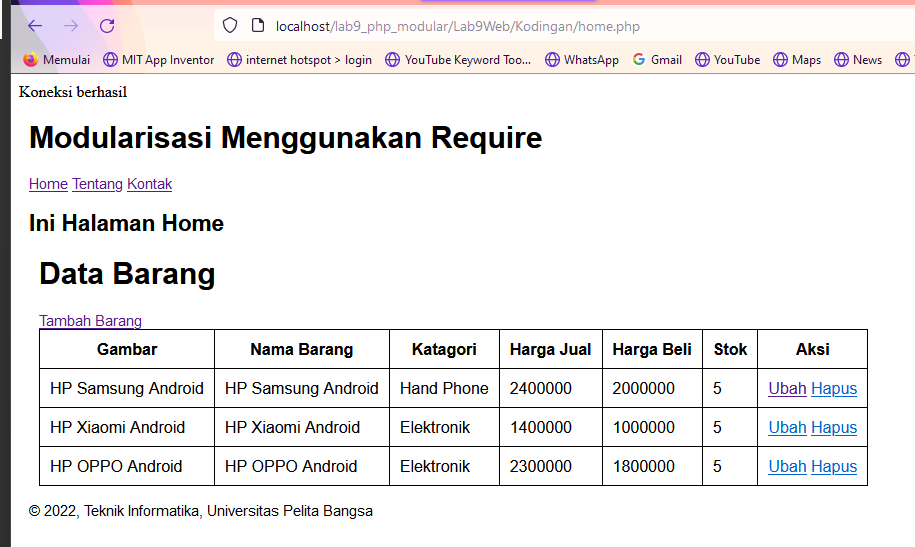 localhost/lab9_php_modular/Lab9Web/Kodingan/home.php
Memulai MIT App Inventor internet hotspot > login YouTube Keyword Too... WhatsApp Gmail YouTube Maps News
Koneksi berhasil
Modularisasi Menggunakan Require
Home Tentang Kontak
Ini Halaman Home
Data Barang
Tambah Barang
Gambar Nama Barang Katagori Harga Jual Harga Beli Stok Aksi
HP Samsung Android HP Samsung Android Hand Phone 2400000 2000000 5 Ubah Hapus
HP Xiaomi Android HP Xiaomi Android Elektronik 1400000 1000000 5 Ubah Hapus
HP OPPO Android HP OPPO Android Elektronik 2300000 1800000 5 Ubah Hapus
© 2022, Teknik Informatika, Universitas Pelita Bangsa